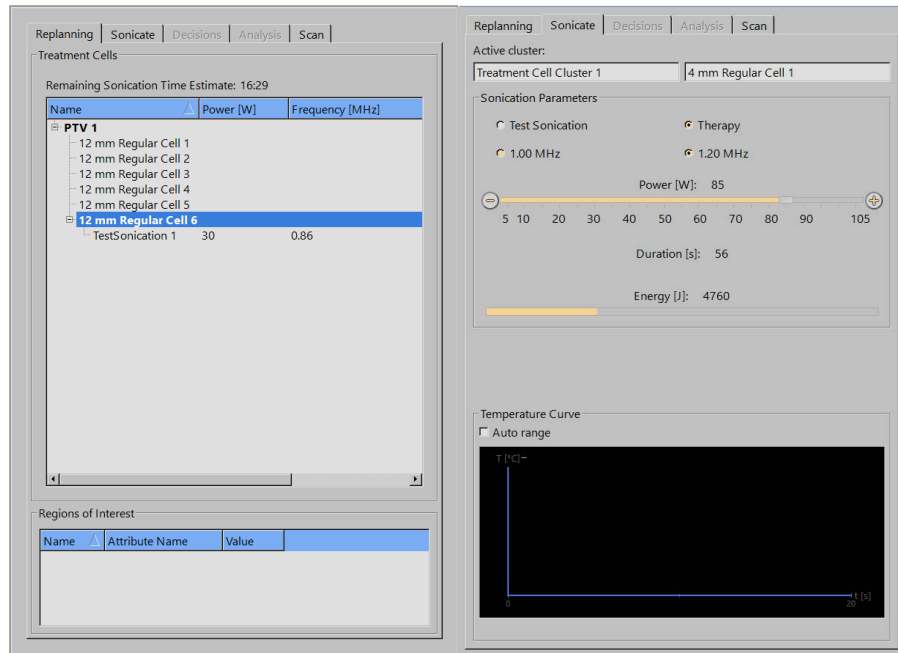 Replanning Sonicate Decisions Analysis Scan
Treatment Cells
Remaining Sonication Time Estimate: 16:29
Name Power [W] Frequency [MHz]
PTV 1
12 mm Regular Cell 1
12 mm Regular Cell 2
12 mm Regular Cell 3
12 mm Regular Cell 4
12 mm Regular Cell 5
12 mm Regular Cell 6
TestSonication 1 30 0.86
Regions of Interest
Name Attribute Name Value
Replanning Sonicate Decisions Analysis Scan
Active cluster:
Treatment Cell Cluster 1 4 mm Regular Cell 1
Sonication Parameters
Test Sonication Therapy
1.00 MHz 1.20 MHz
Power [W]: 85
5 10 20 30 40 50 60 70 80 90 105
Duration [s]: 56
Energy [J]: 4760
Temperature Curve
Auto range
T [°C]
t [s]
0 20